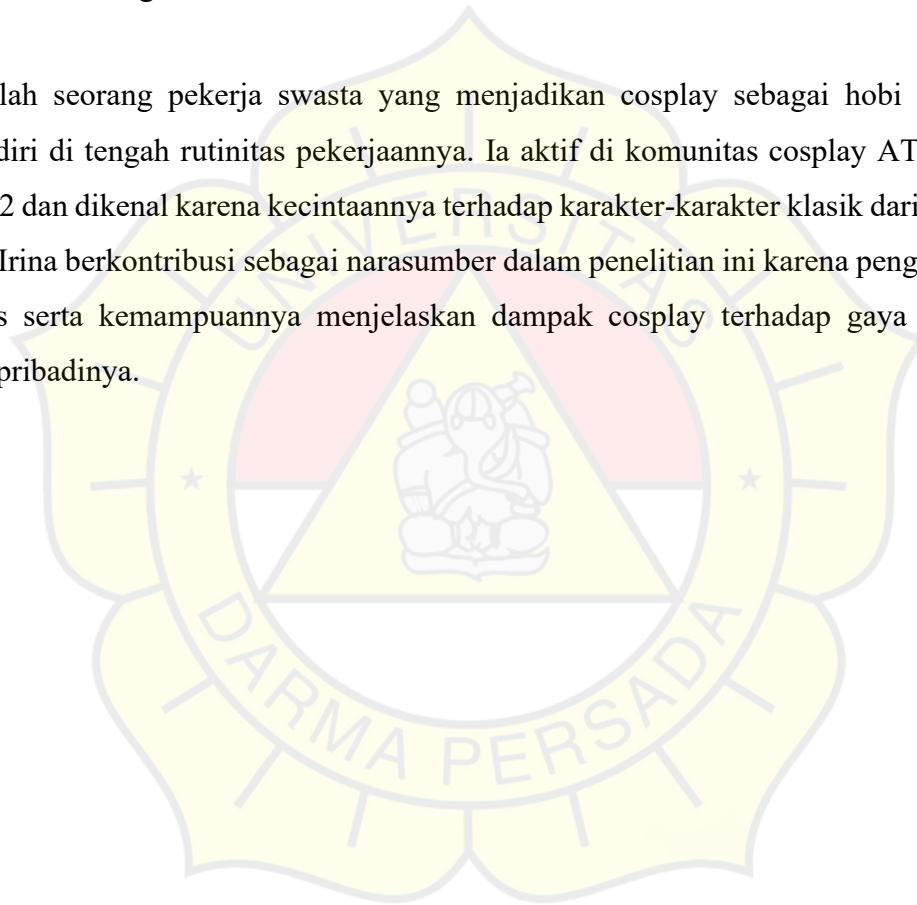 lah seorang pekerja swasta yang menjadikan cosplay sebagai hobi
diri di tengah rutinitas pekerjaannya. Ia aktif di komunitas cosplay AT
2 dan dikenal karena kecintaannya terhadap karakter-karakter klasik dari
Irina berkontribusi sebagai narasumber dalam penelitian ini karena peng
s serta kemampuannya menjelaskan dampak cosplay terhadap gaya
pribadinya.
UNIVERSITAS
DARMA PERSADA